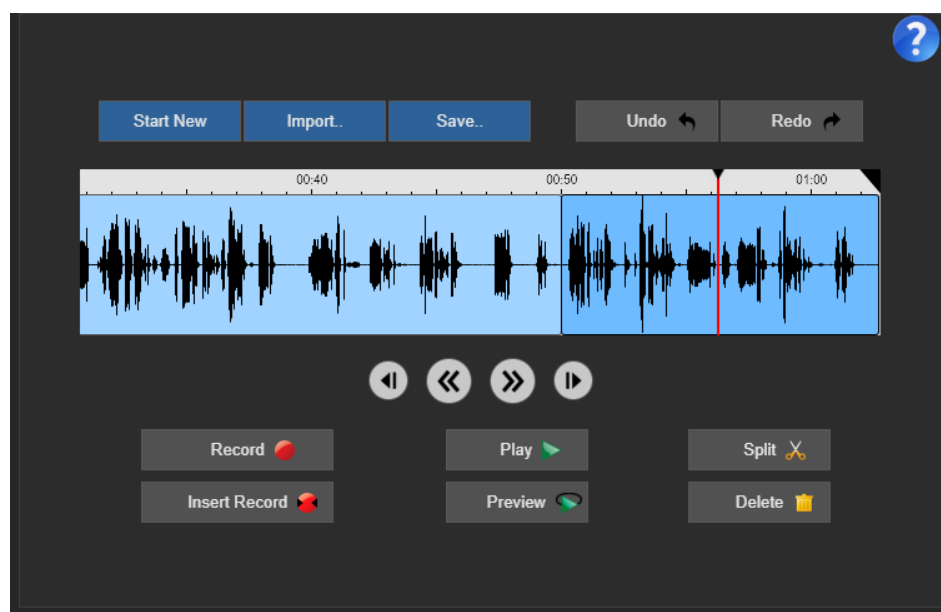 ?
Start New Import.. Save.. Undo Redo
00:40 00:50 01:00
Record Play Split
Insert Record Preview Delete